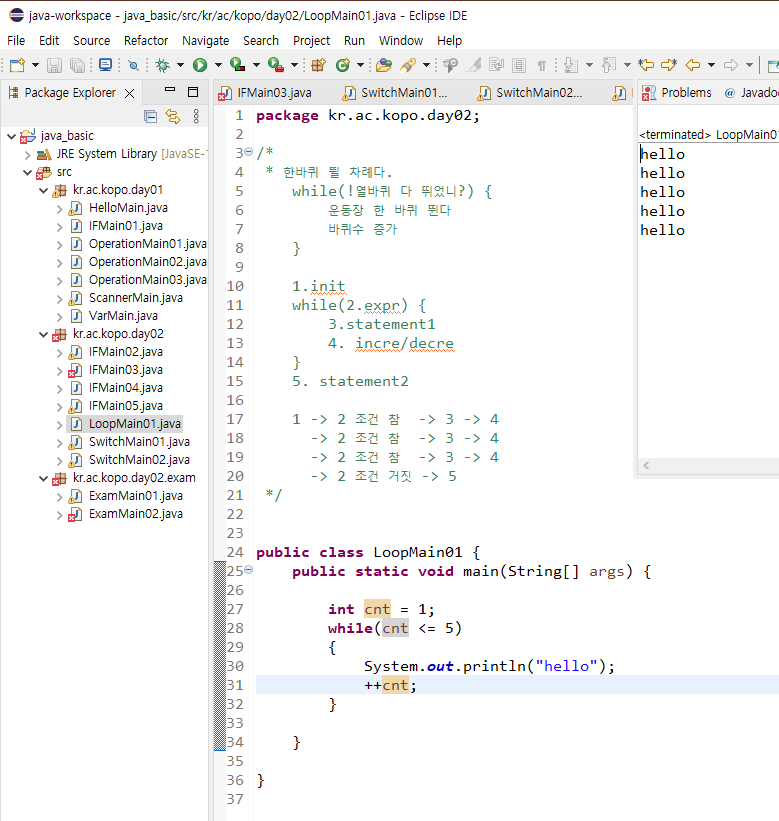 java-workspace - java_basic/src/kr/ac/kopo/day02/LoopMain01.java - Eclipse IDE
File Edit Source Refactor Navigate Search Project Run Window Help
Package Explorer
java_basic
JRE System Library [JavaSE-1
src
kr.ac.kopo.day01
HelloMain.java
IFMain01.java
OperationMain01.java
OperationMain02.java
OperationMain03.java
ScannerMain.java
VarMain.java
kr.ac.kopo.day02
IFMain02.java
IFMain03.java
IFMain04.java
IFMain05.java
LoopMain01.java
SwitchMain01.java
SwitchMain02.java
kr.ac.kopo.day02.exam
ExamMain01.java
ExamMain02.java
IFMain03.java SwitchMain01... SwitchMain02...
1 package kr.ac.kopo.day02;
2
3 /*
4 * 한바퀴 뛸 차례다.
5 while(!열바퀴 다 뛰었니?) {
6 운동장 한 바퀴 뛴다
7 바퀴수 증가
8 }
9
10 1.init
11 while(2.expr) {
12 3.statement1
13 4. incre/decre
14 }
15 5. statement2
16
17 1 -> 2 조건 참 -> 3 -> 4
18 -> 2 조건 참 -> 3 -> 4
19 -> 2 조건 참 -> 3 -> 4
20 -> 2 조건 거짓 -> 5
21 */
22
23
24 public class LoopMain01 {
25 public static void main(String[] args) {
26
27 int cnt = 1;
28 while(cnt <= 5)
29 {
30 System.out.println("hello");
31 ++cnt;
32 }
33
34 }
35
36 }
37
Problems @ Javado
<terminated> LoopMain01
hello
hello
hello
hello
hello